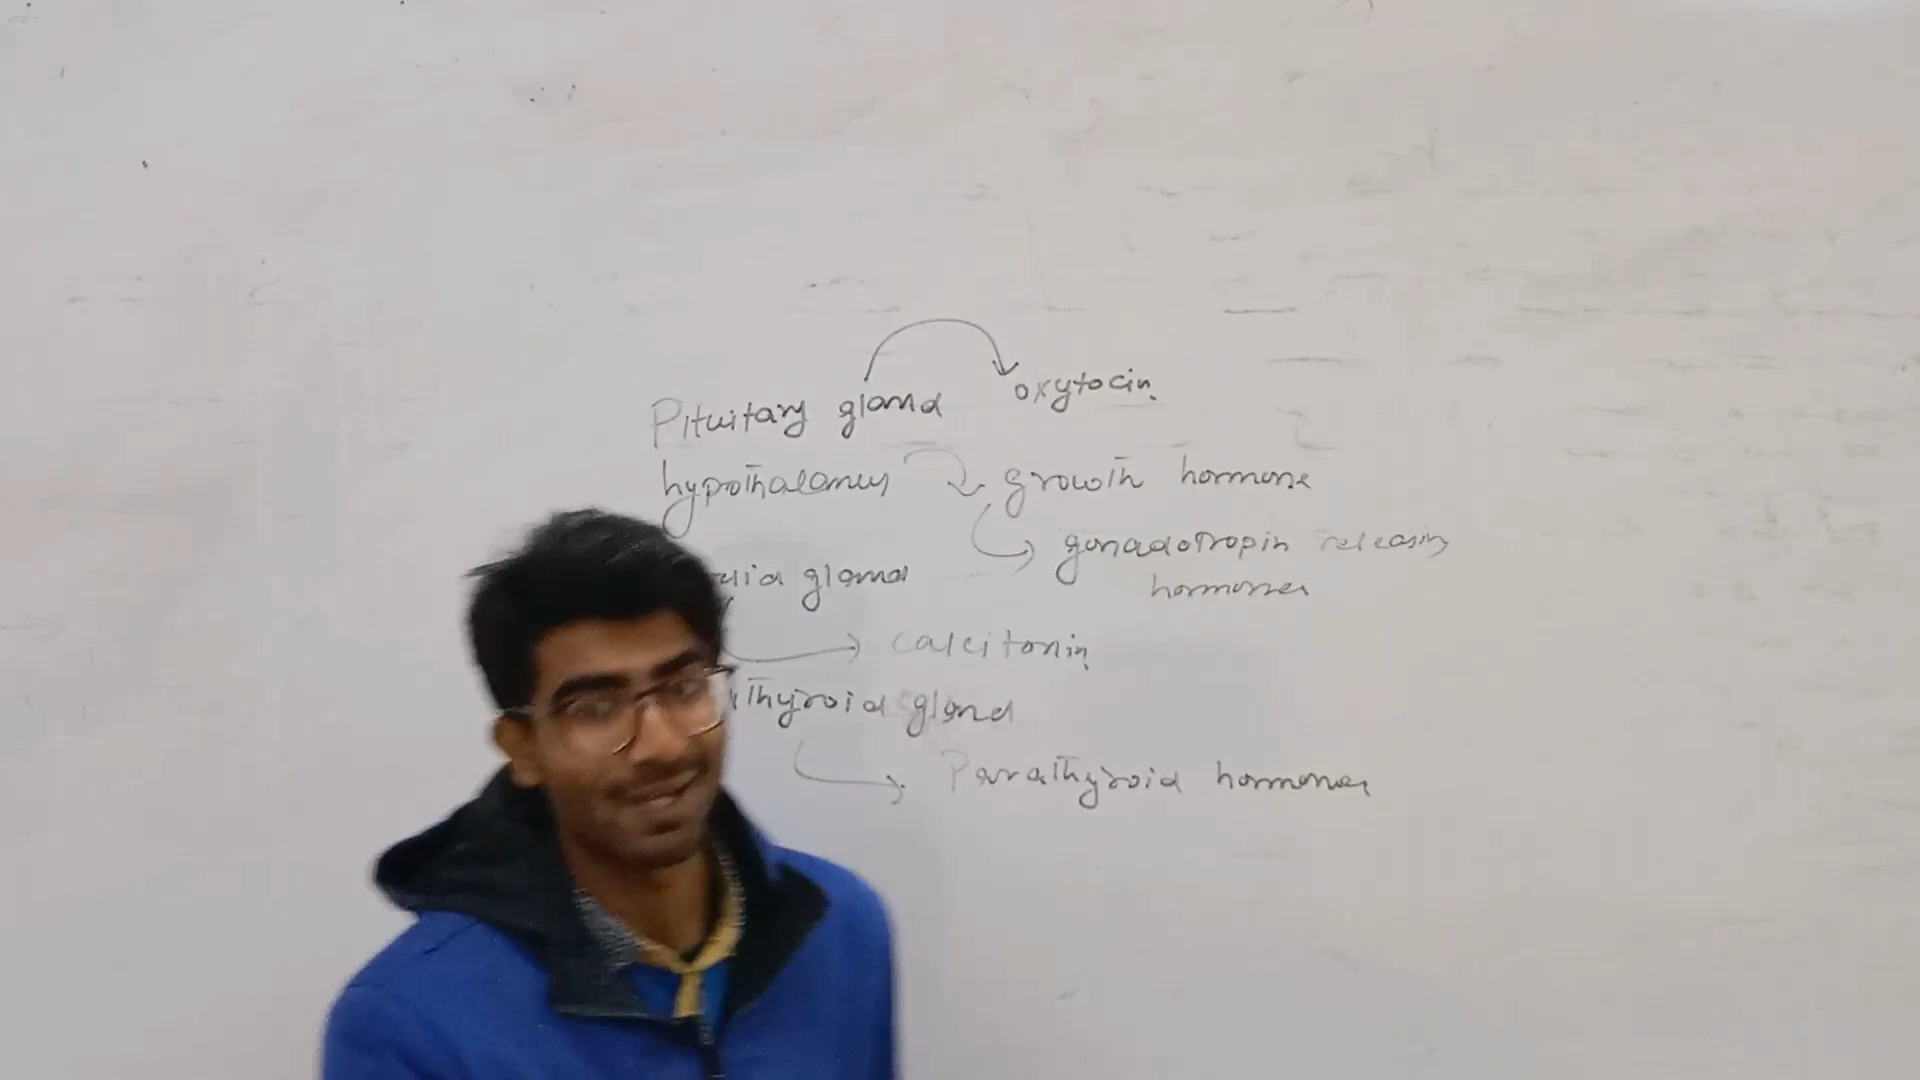 Pituitary gland oxytocin
hypothalamus growth hormone
gonadotropin releasing
hormones
gland
calcitonin
thyroid gland
Parathyroid hormones